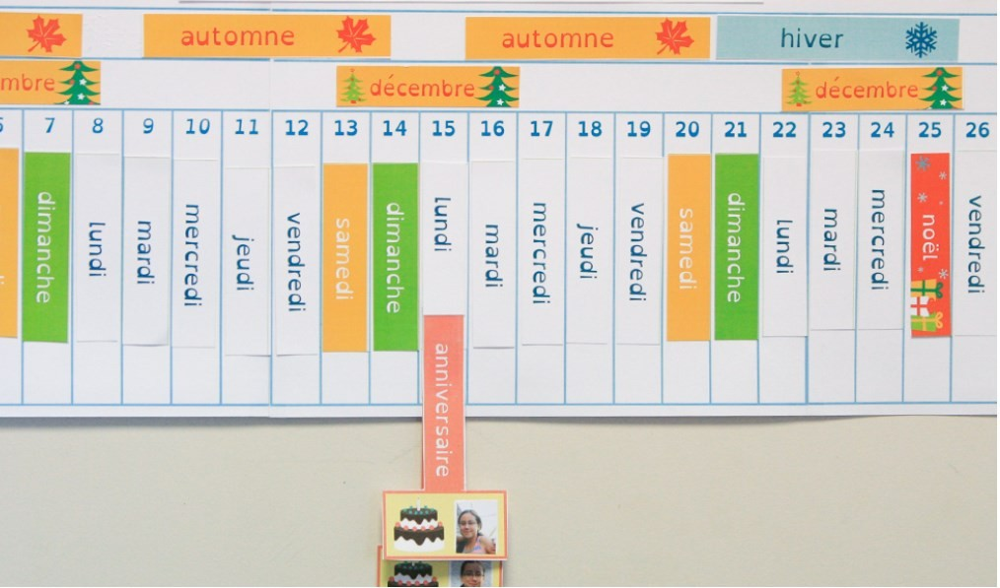 automne automne hiver
mbre décembre décembre
7 8 9 10 11 12 13 14 15 16 17 18 19 20 21 22 23 24 25 26
dimanche lundi mardi mercredi jeudi vendredi samedi dimanche lundi mardi mercredi jeudi vendredi samedi dimanche lundi mardi mercredi noël vendredi
anniversaire